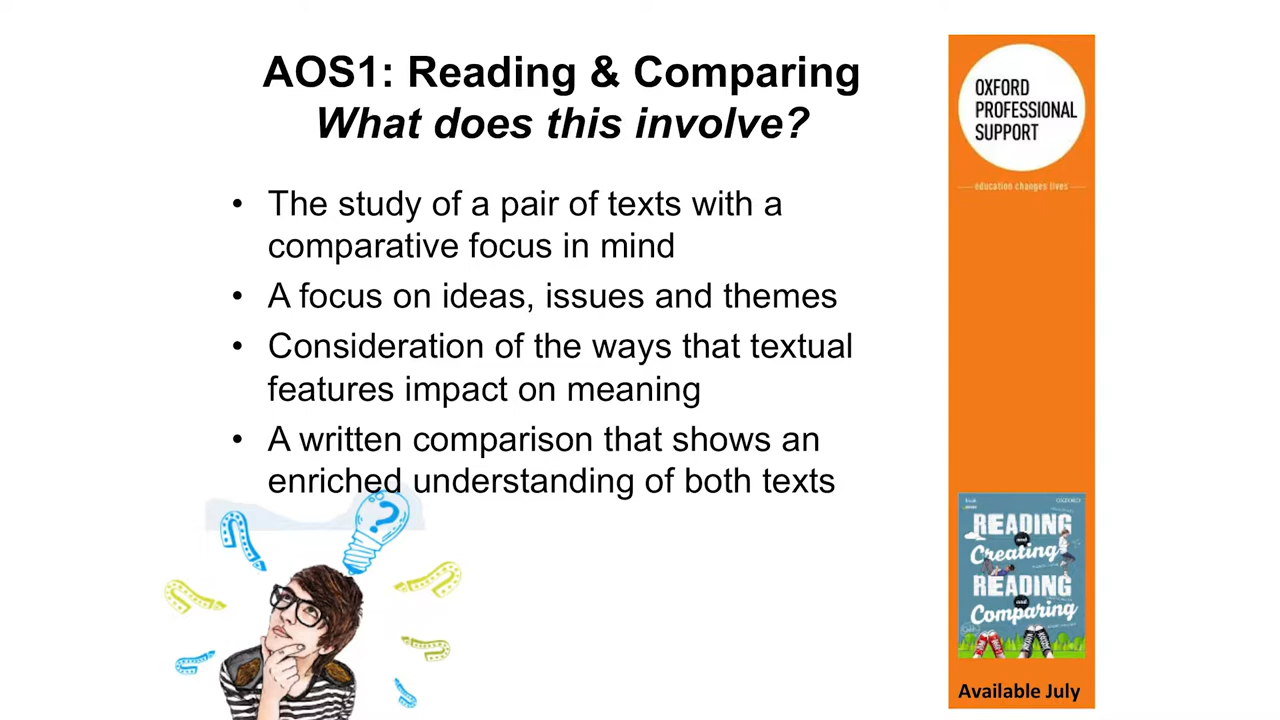 AOS1: Reading & Comparing
What does this involve?
• The study of a pair of texts with a
comparative focus in mind
• A focus on ideas, issues and themes
• Consideration of the ways that textual
features impact on meaning
• A written comparison that shows an
enriched understanding of both texts
?
OXFORD
PROFESSIONAL
SUPPORT
education changes lives
OXFORD
READING
and
Creating
READING
and
Comparing
Available July